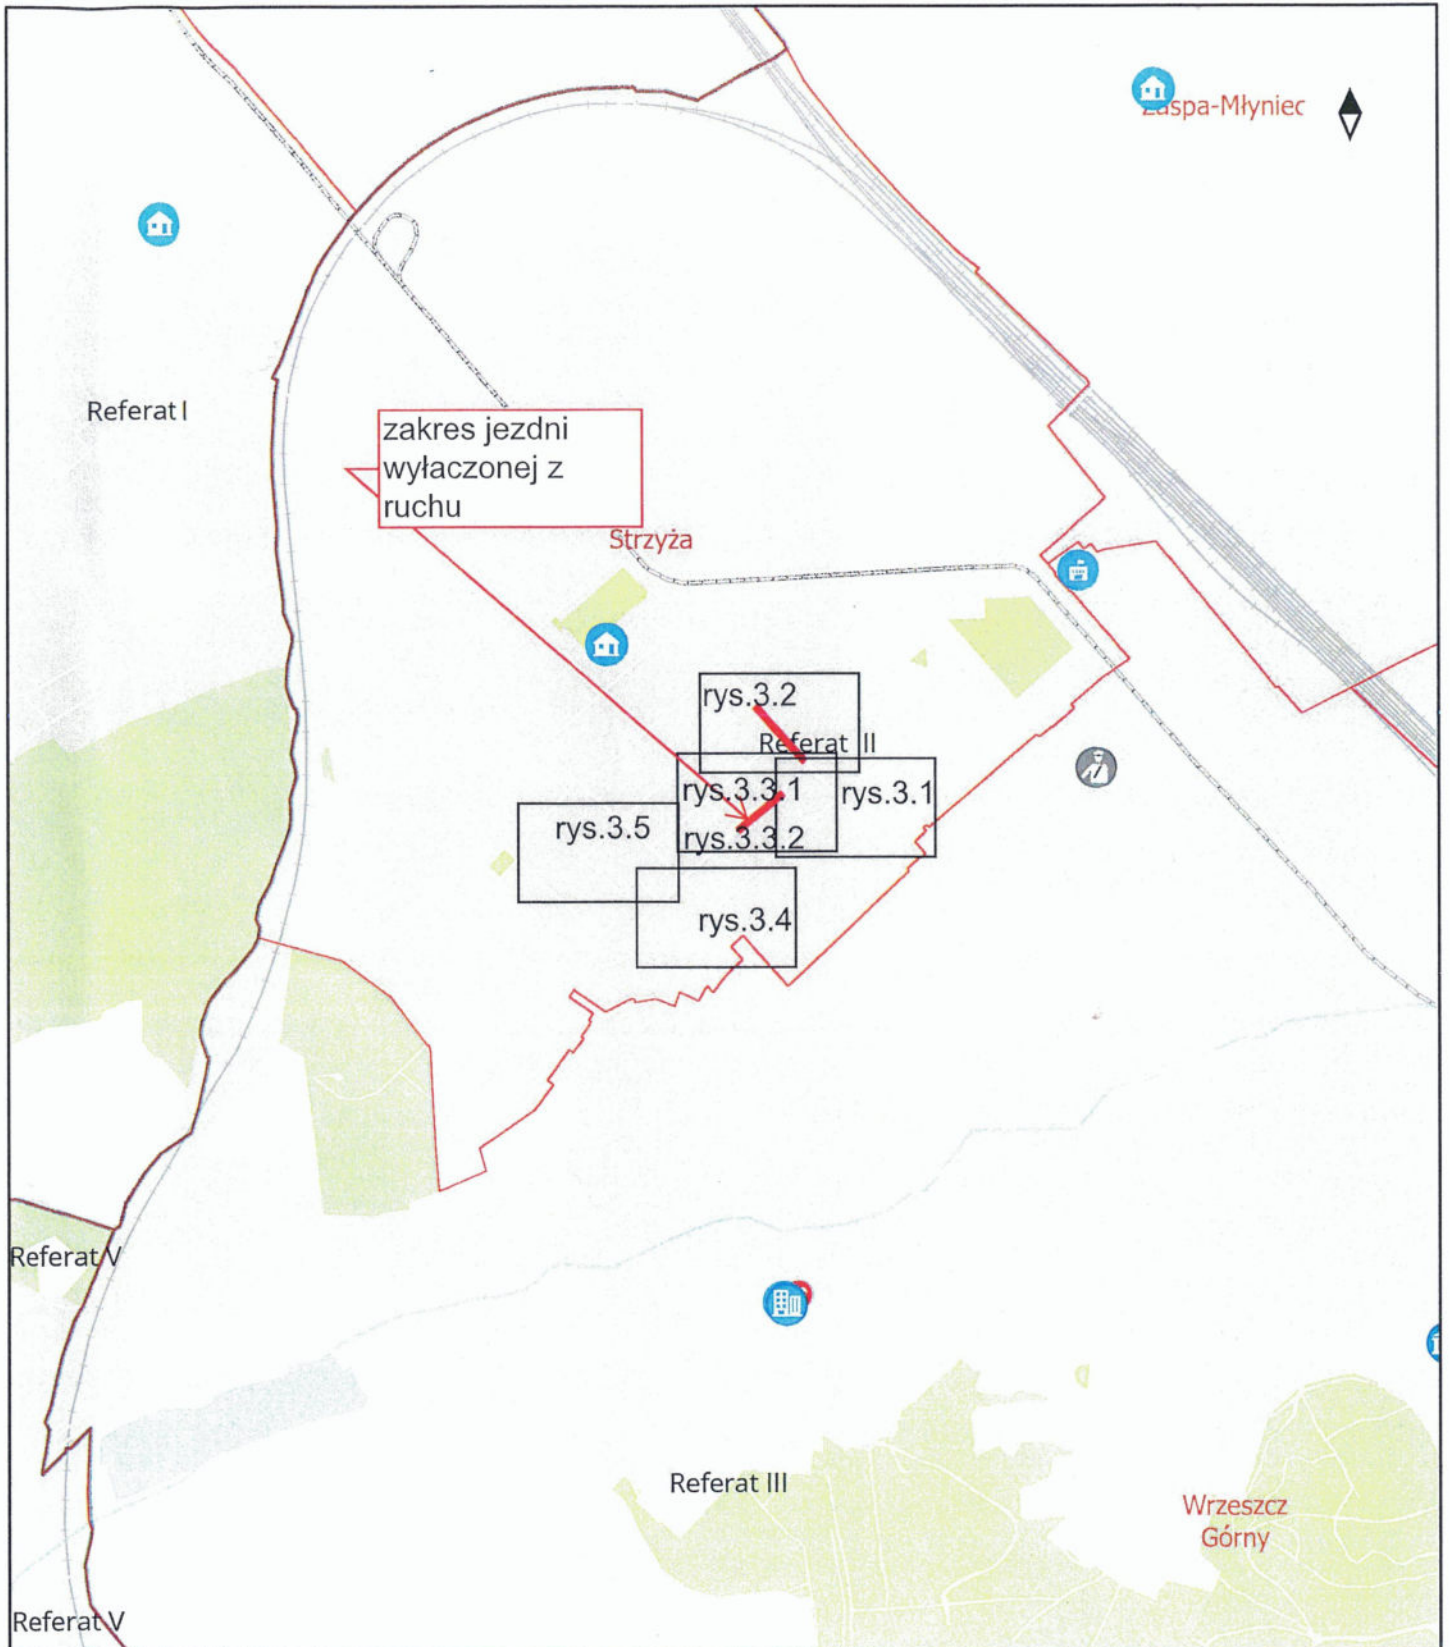 Zaspa-Młyniec
Referat I
zakres jezdni
wyłaczonej z
ruchu
Strzyża
rys.3.2
Referat II
rys.3.3.1
rys.3.1
rys.3.5
rys.3.3.2
rys.3.4
Referat V
Referat III
Wrzeszcz
Górny
Referat V